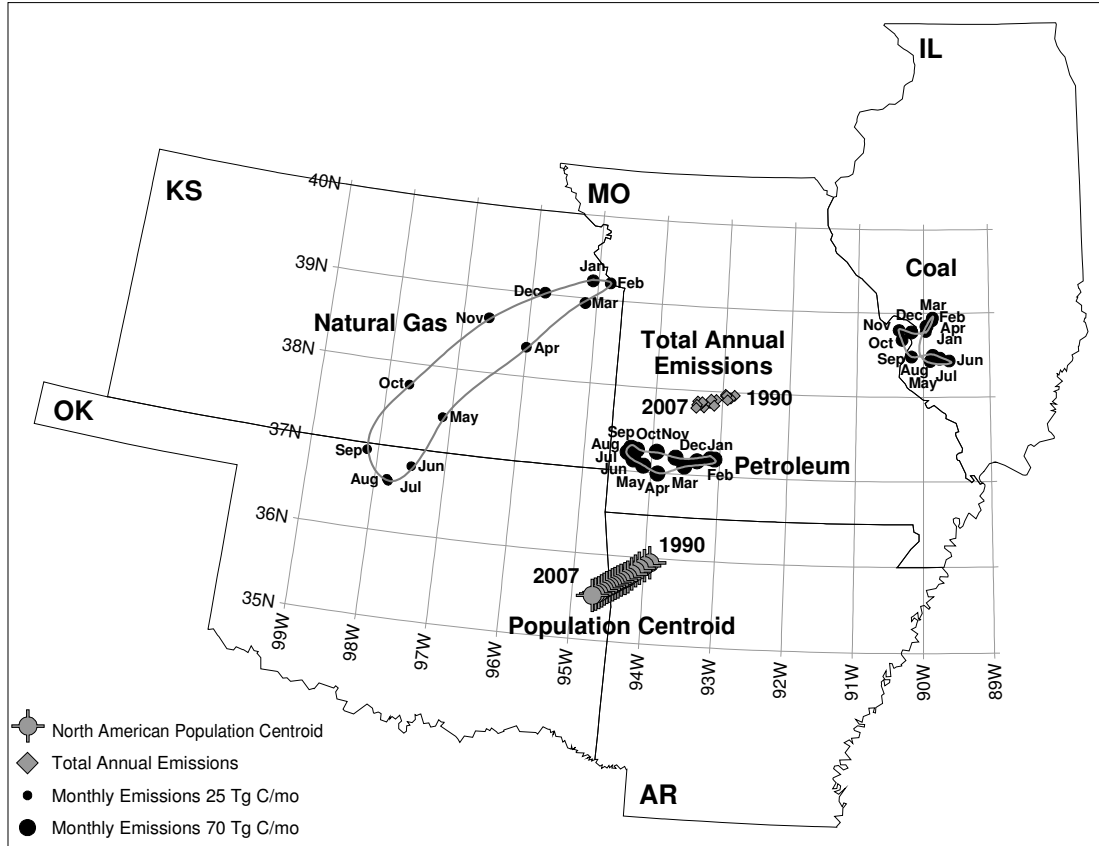 IL
KS
MO
40N
39N
38N
37N
36N
35N
OK
Coal
Mar
Dec
Feb
Nov
Apr
Oct
Jan
Sep
Jun
Aug
Jul
May
Jan
Feb
Dec
Mar
Nov
Natural Gas
Apr
Oct
May
Sep
Jun
Aug
Jul
Total Annual
Emissions
2007
1990
Sep
Oct
Nov
Aug
Dec
Jan
Jul
Petroleum
Jun
Feb
May
Mar
Apr
1990
2007
Population Centroid
99W
98W
97W
96W
95W
94W
93W
92W
91W
90W
89W
North American Population Centroid
Total Annual Emissions
Monthly Emissions 25 Tg C/mo
Monthly Emissions 70 Tg C/mo
AR